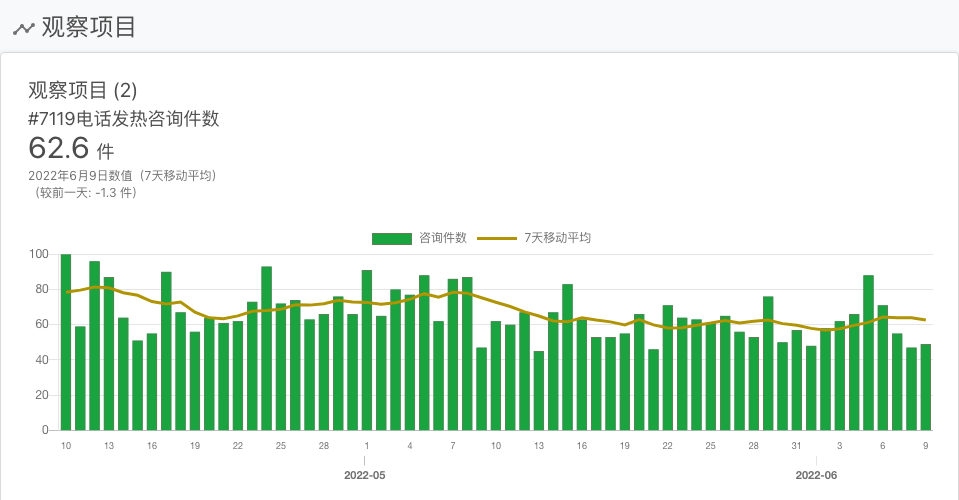 观察项目
观察项目 (2)
#7119电话发热咨询件数
62.6 件
2022年6月9日数值（7天移动平均）
（较前一天: -1.3 件）
咨询件数 7天移动平均
100
80
60
40
20
0
10 13 16 19 22 25 28 1 4 7 10 13 16 19 22 25 28 31 3 6 9
2022-05 2022-06